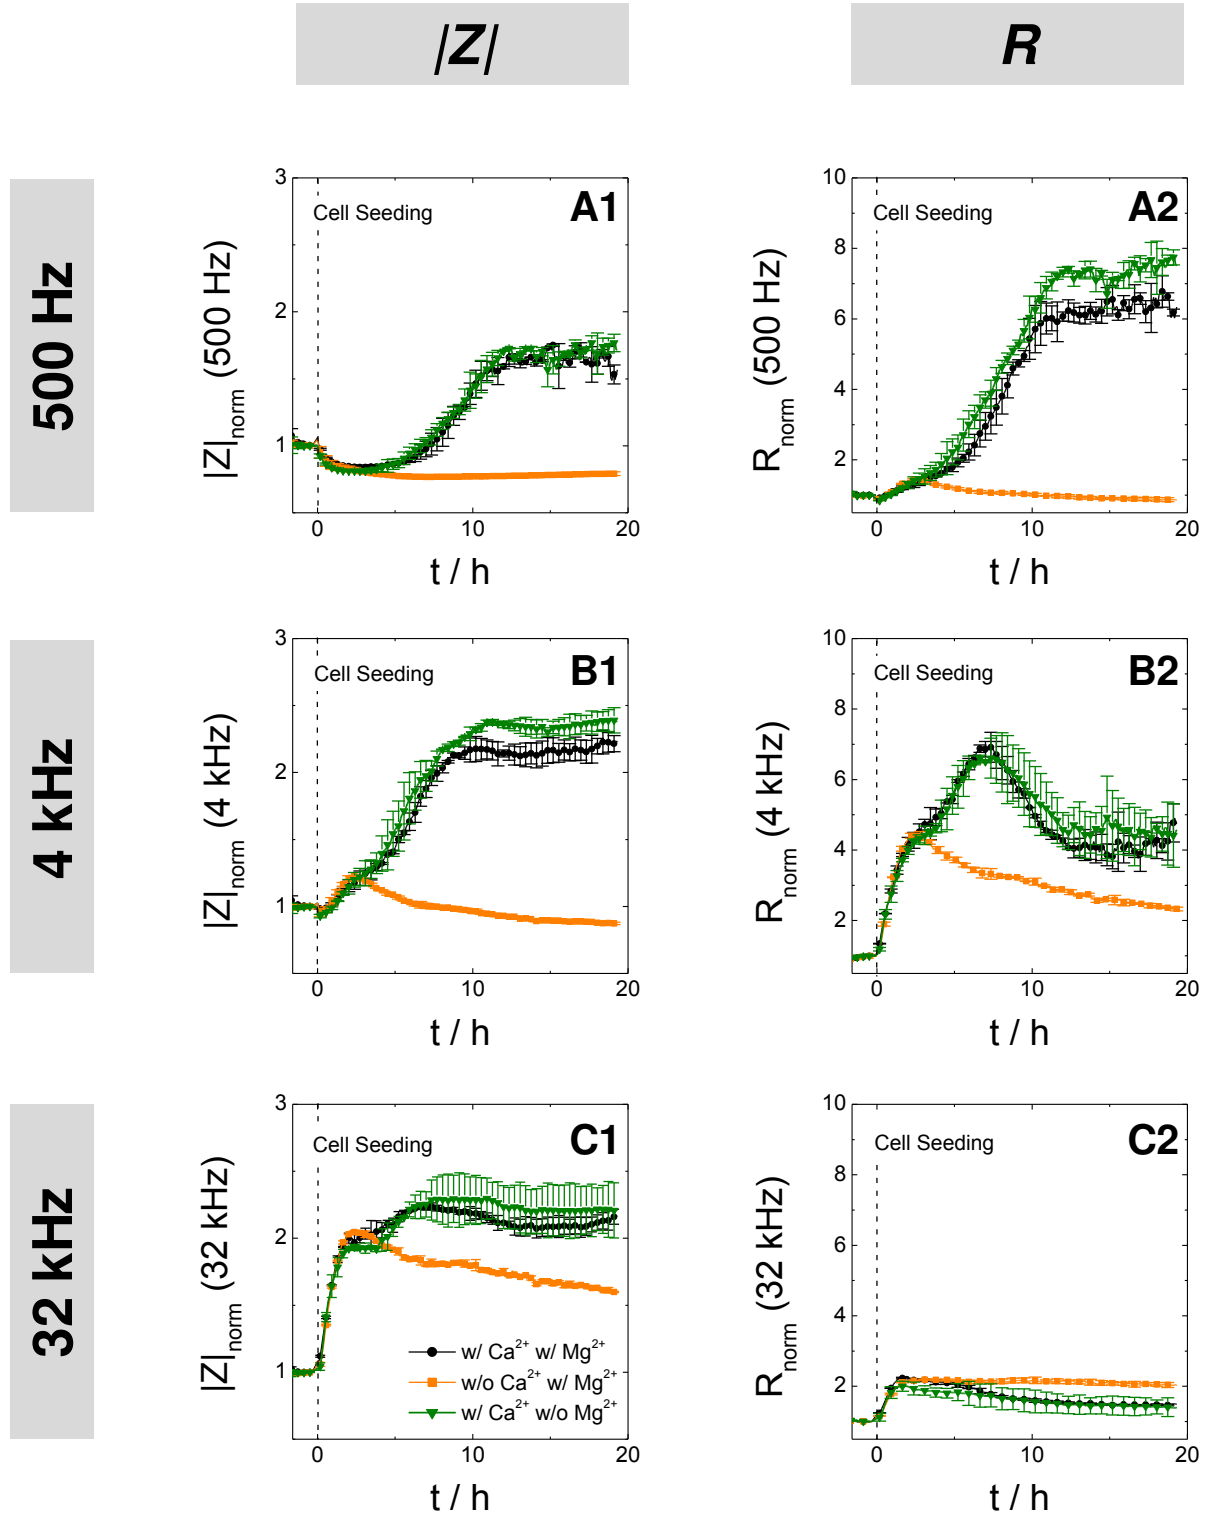 |Z|
R
500 Hz
3
2
1
|Z|norm (500 Hz)
Cell Seeding
A1
0
10
20
t / h
10
8
6
4
2
Rnorm (500 Hz)
Cell Seeding
A2
0
10
20
t / h
4 kHz
3
2
1
|Z|norm (4 kHz)
Cell Seeding
B1
0
10
20
t / h
10
8
6
4
2
Rnorm (4 kHz)
Cell Seeding
B2
0
10
20
t / h
32 kHz
3
2
1
|Z|norm (32 kHz)
Cell Seeding
C1
w/ Ca²⁺ w/ Mg²⁺
w/o Ca²⁺ w/ Mg²⁺
w/ Ca²⁺ w/o Mg²⁺
0
10
20
t / h
10
8
6
4
2
Rnorm (32 kHz)
Cell Seeding
C2
0
10
20
t / h